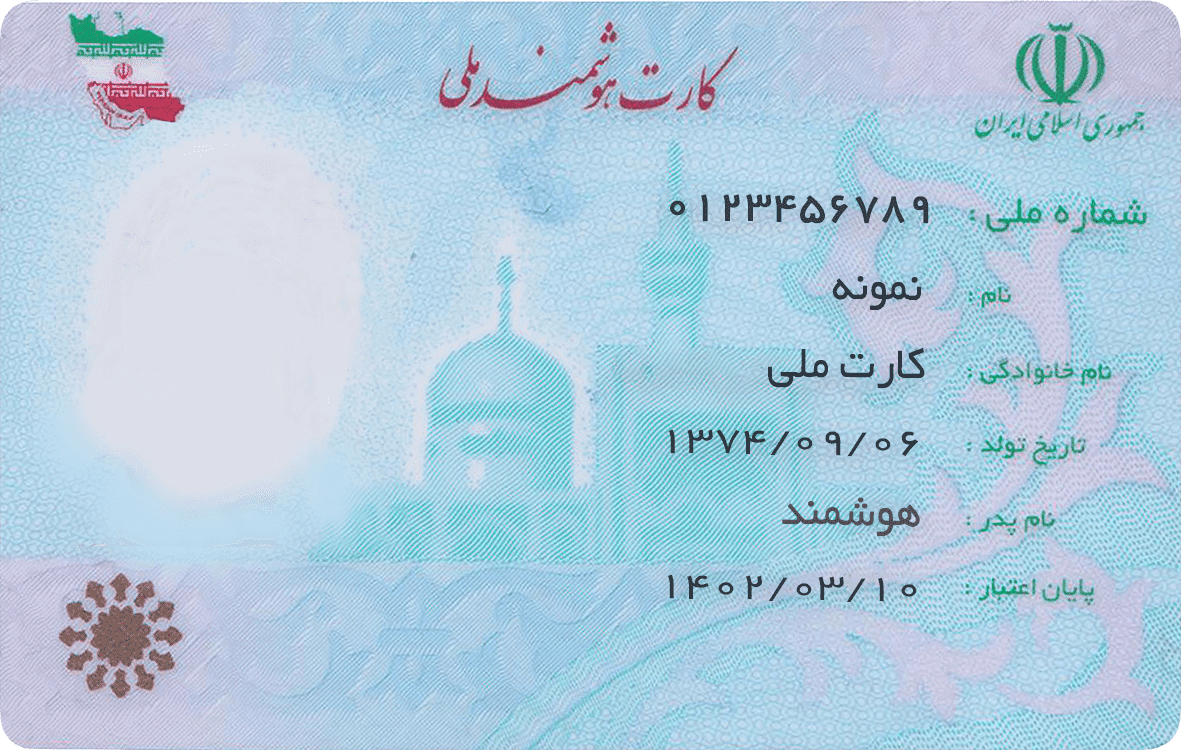 کارت هوشمند ملی
جمهوری اسلامی ایران
شماره ملی : ۰۱۲۳۴۵۶۷۸۹
نام : نمونه
نام خانوادگی : کارت ملی
تاریخ تولد : ۱۳۷۴/۰۹/۰۶
نام پدر : هوشمند
پایان اعتبار : ۱۴۰۲/۰۳/۱۰